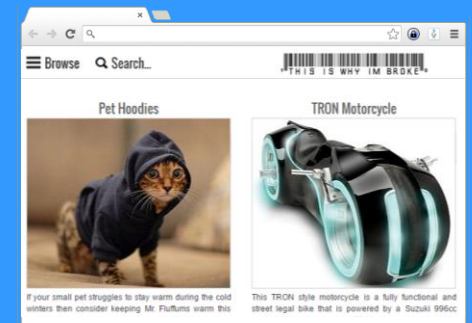 Browse Search...
THIS IS WHY IM BROKE
Pet Hoodies
If your small pet struggles to stay warm during the cold
winters then consider keeping Mr. Fluffums warm this
TRON Motorcycle
This TRON style motorcycle is a fully functional and
street legal bike that is powered by a Suzuki 996cc